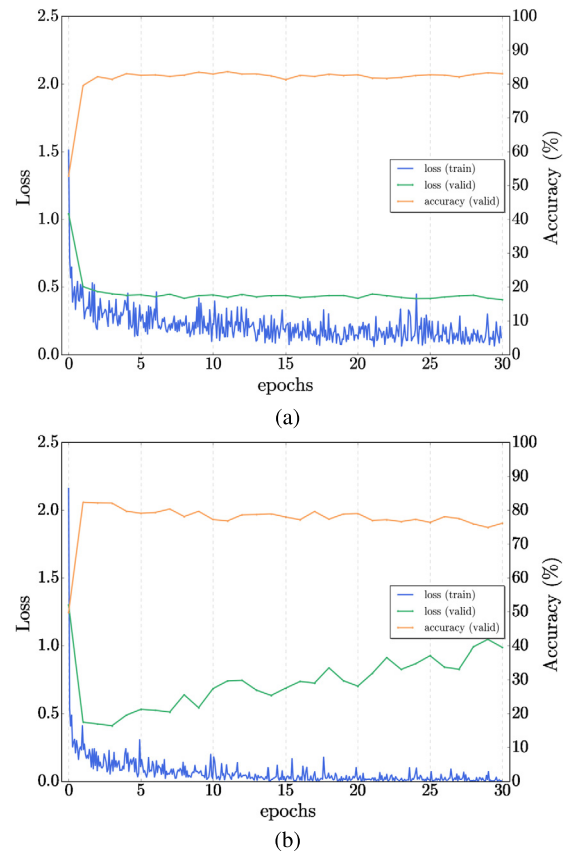 2.5 100
90
2.0 80
70
1.5 60
50
1.0 40
30
0.5 20
10
0.0 0
Loss
Accuracy (%)
loss (train)
loss (valid)
accuracy (valid)
0 5 10 15 20 25 30
epochs
(a)
2.5 100
90
2.0 80
70
1.5 60
50
1.0 40
30
0.5 20
10
0.0 0
Loss
Accuracy (%)
loss (train)
loss (valid)
accuracy (valid)
0 5 10 15 20 25 30
epochs
(b)